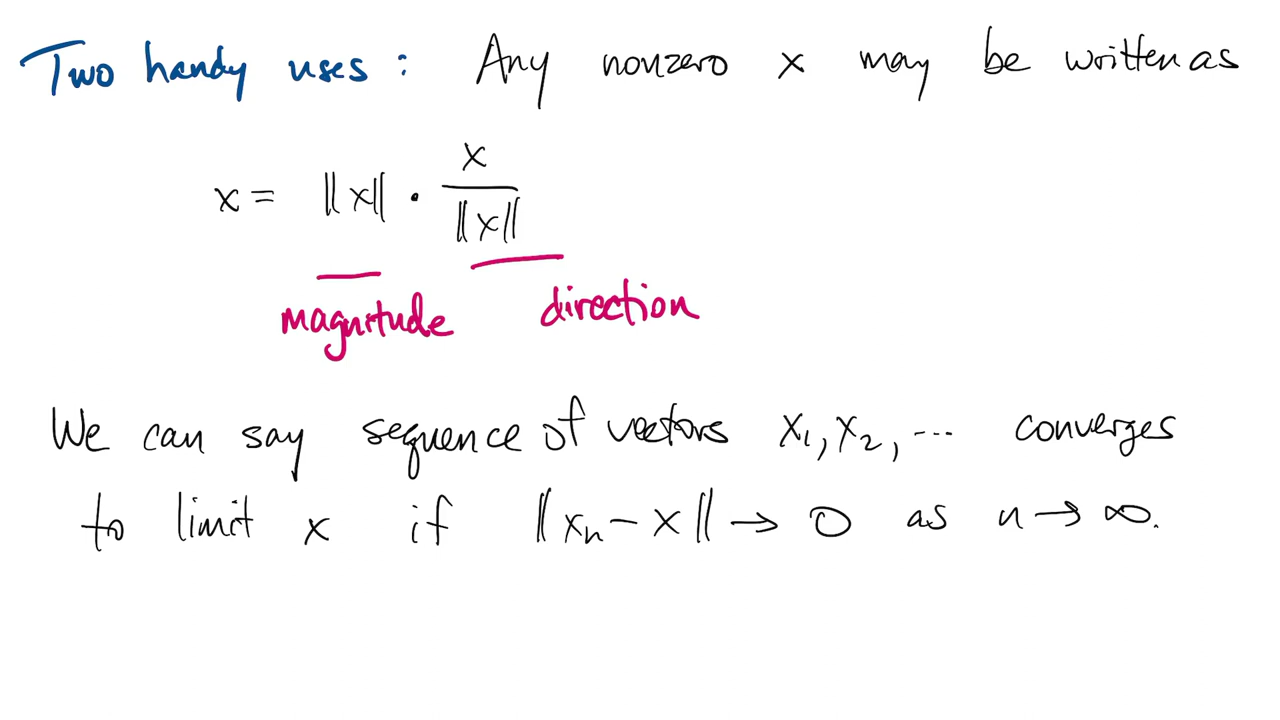 Two handy uses: Any nonzero x may be written as
x = ||x|| · x / ||x||
magnitude direction
We can say sequence of vectors x₁, x₂, ... converges
to limit x if ||xₙ - x|| → 0 as n → ∞.